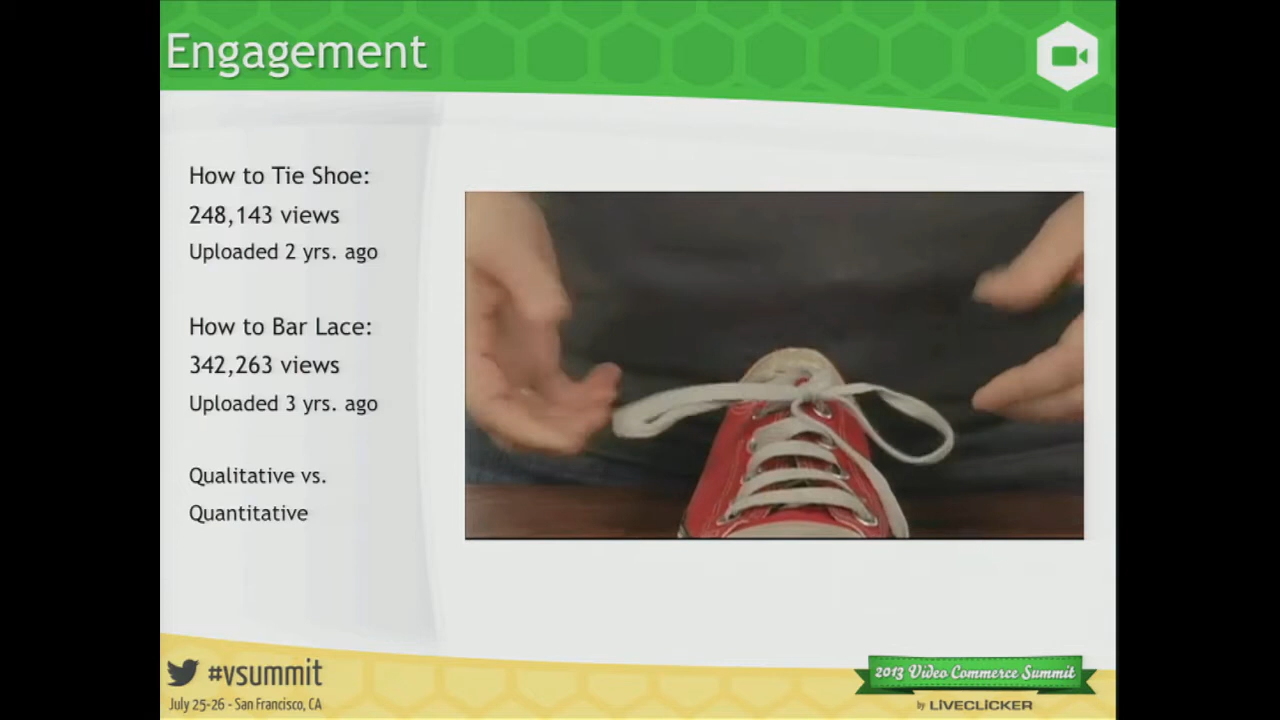 Engagement
How to Tie Shoe:
248,143 views
Uploaded 2 yrs. ago
How to Bar Lace:
342,263 views
Uploaded 3 yrs. ago
Qualitative vs.
Quantitative
#vsummit
July 25-26 - San Francisco, CA
2013 Video Commerce Summit
by LIVECLICKER